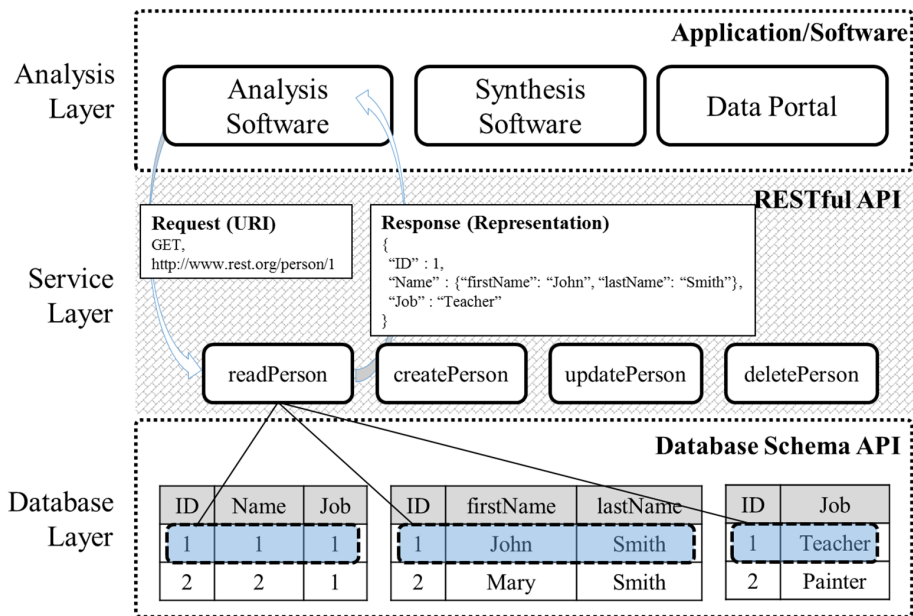 Application/Software
Analysis
Layer
Analysis
Software
Synthesis
Software
Data Portal
RESTful API
Request (URI)
GET,
http://www.rest.org/person/1
Response (Representation)
{
“ID” : 1,
“Name” : {“firstName”: “John”, “lastName”: “Smith”},
“Job” : “Teacher”
}
Service
Layer
readPerson
createPerson
updatePerson
deletePerson
Database Schema API
Database
Layer
ID Name Job
1 1 1
2 2 1
ID firstName lastName
1 John Smith
2 Mary Smith
ID Job
1 Teacher
2 Painter